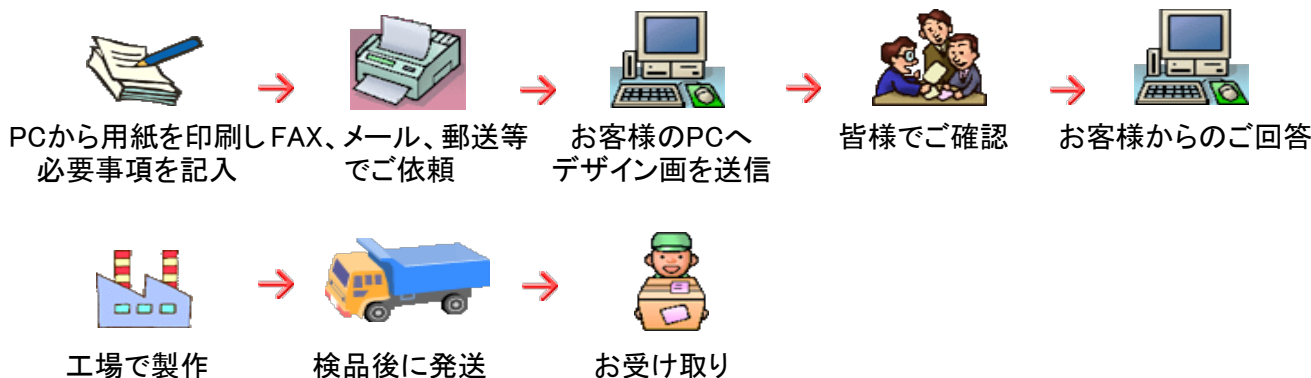 PCから用紙を印刷し
必要事項を記入
FAX、メール、郵送等
でご依頼
お客様のPCへ
デザイン画を送信
皆様でご確認
お客様からのご回答
工場で製作
検品後に発送
お受け取り